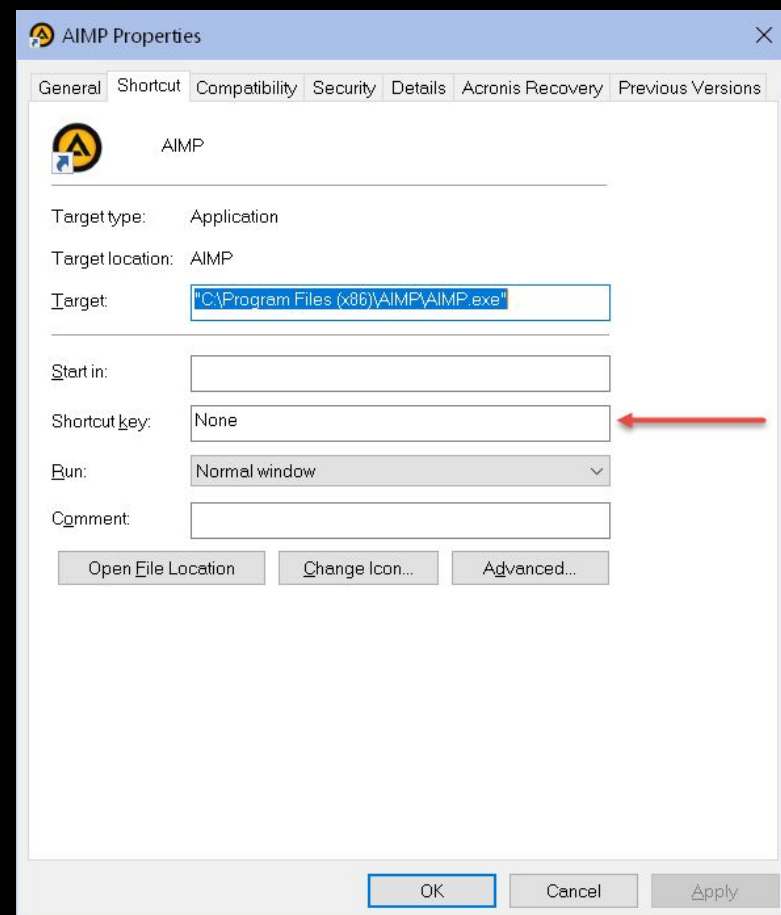 AIMP Properties
General Shortcut Compatibility Security Details Acronis Recovery Previous Versions
AIMP
Target type: Application
Target location: AIMP
Target: "C:\Program Files (x86)\AIMP\AIMP.exe"
Start in:
Shortcut key: None
Run: Normal window
Comment:
Open File Location Change Icon... Advanced...
OK Cancel Apply